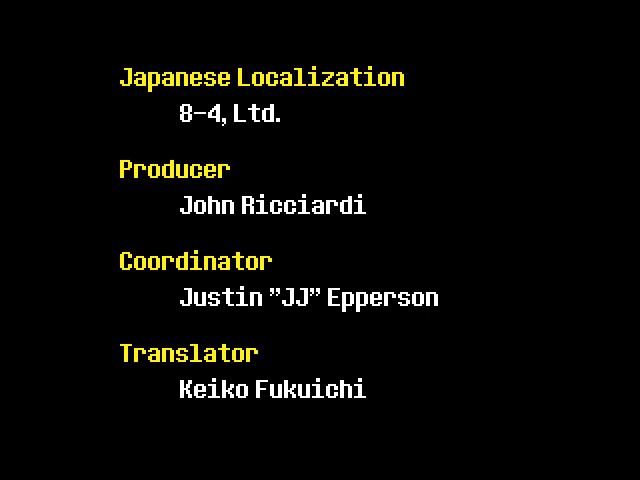 Japanese Localization
8-4, Ltd.
Producer
John Ricciardi
Coordinator
Justin "JJ" Epperson
Translator
Keiko Fukuichi